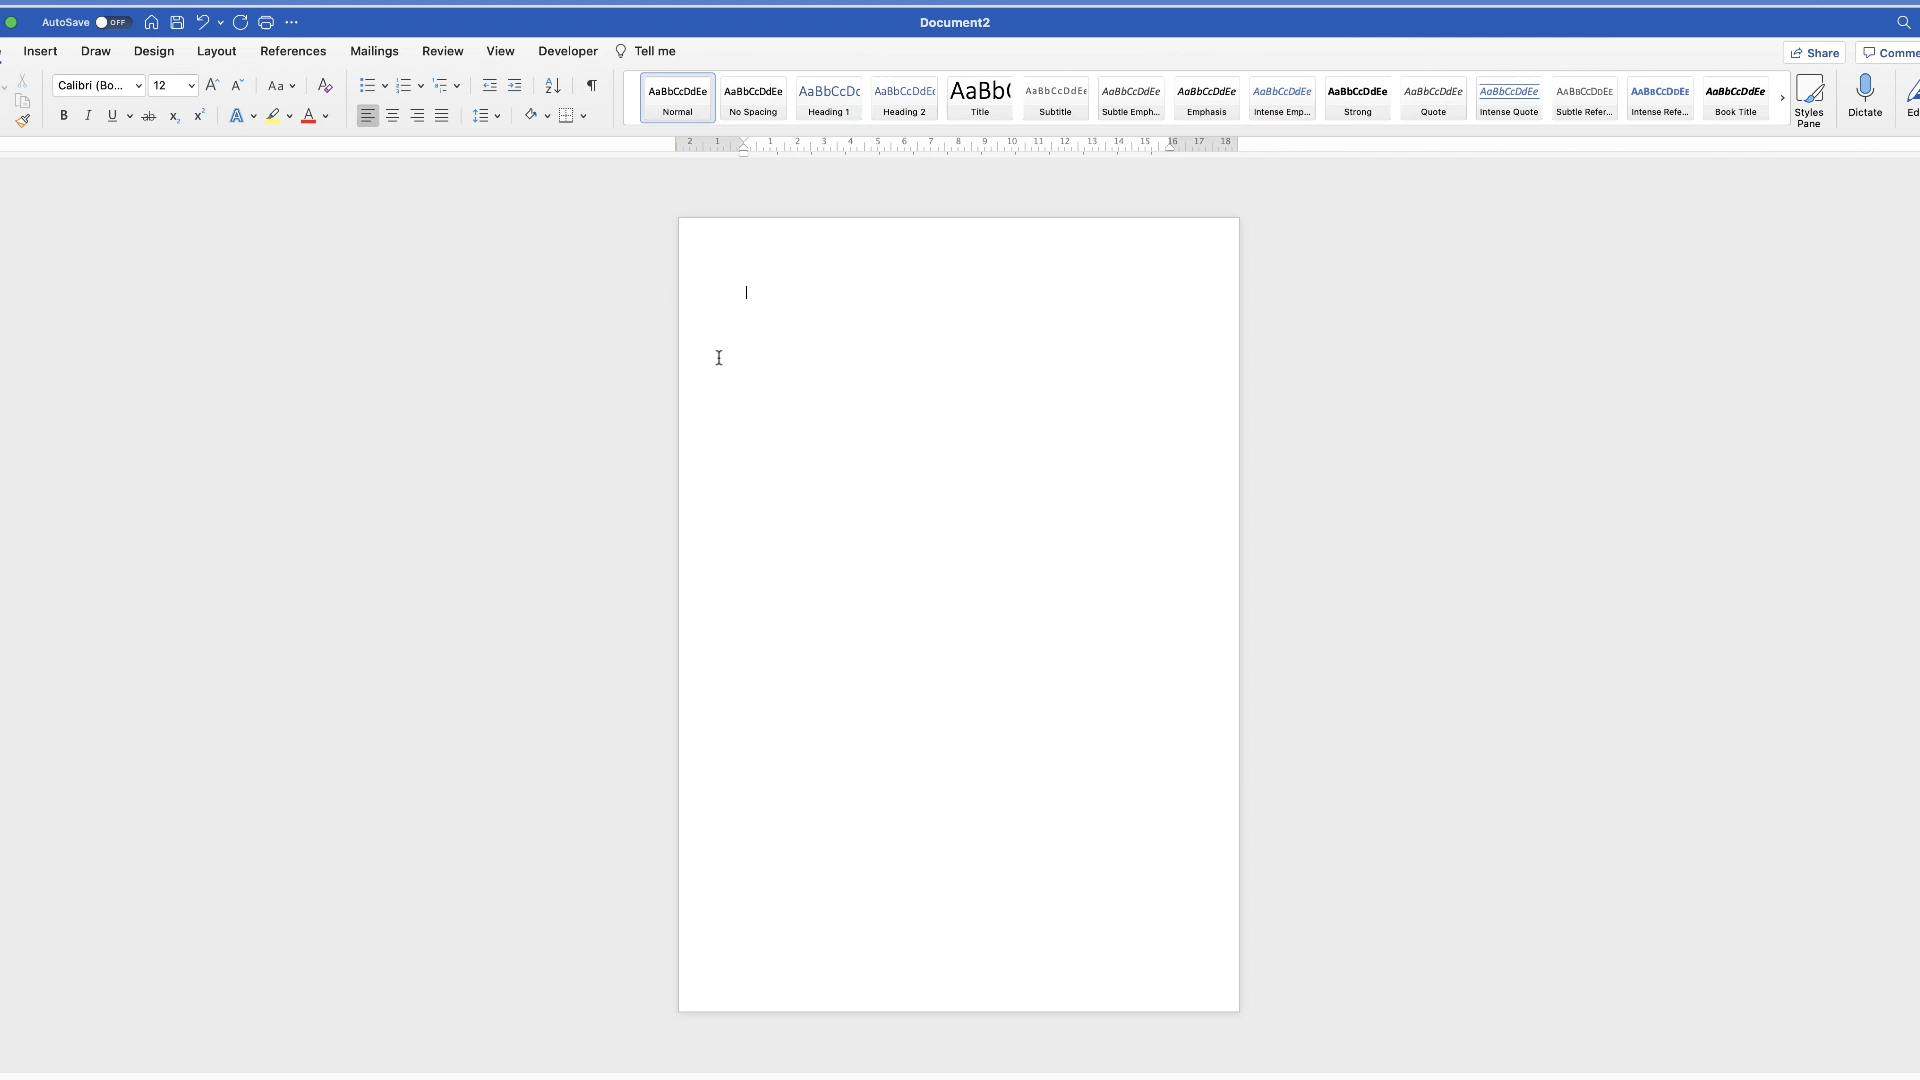 AutoSave OFF Document2
Insert Draw Design Layout References Mailings Review View Developer Tell me Share Comme
Calibri (Bo... 12 Aa A Z
AaBbCcDdEe AaBbCcDdEe AaBbCcDc AaBbCcDdEe AaBb( AaBbCcDdEe AaBbCcDdEe AaBbCcDdEe AaBbCcDdEe AaBbCcDdEe AaBbCcDdEe AaBbCcDdEe AaBbCcDdEe AaBbCcDdEe AaBbCcDdEe
Normal No Spacing Heading 1 Heading 2 Title Subtitle Subtle Emph... Emphasis Intense Emp... Strong Quote Intense Quote Subtle Refer... Intense Refe... Book Title Styles Pane Dictate Ed
B I U ab x2 x2 A A
2 1 1 2 3 4 5 6 7 8 9 10 11 12 13 14 15 16 17 18